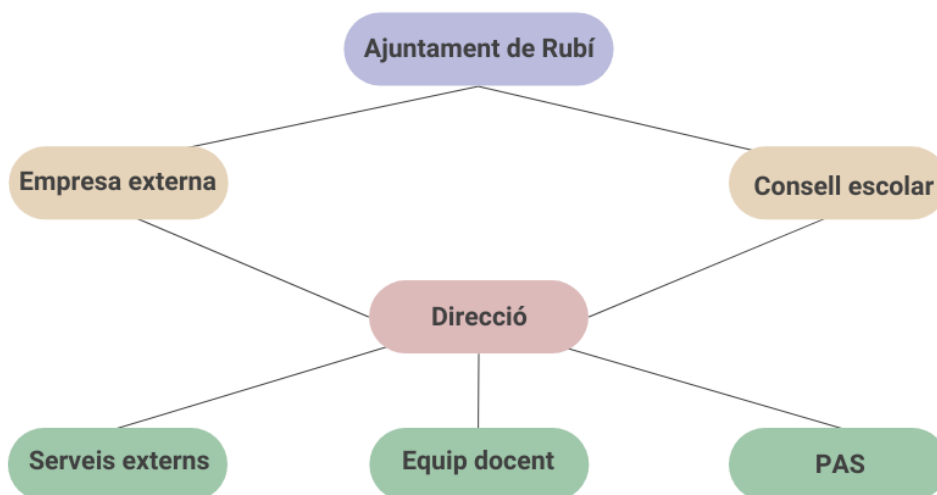 Ajuntament de Rubí
Empresa externa
Consell escolar
Direcció
Serveis externs
Equip docent
PAS